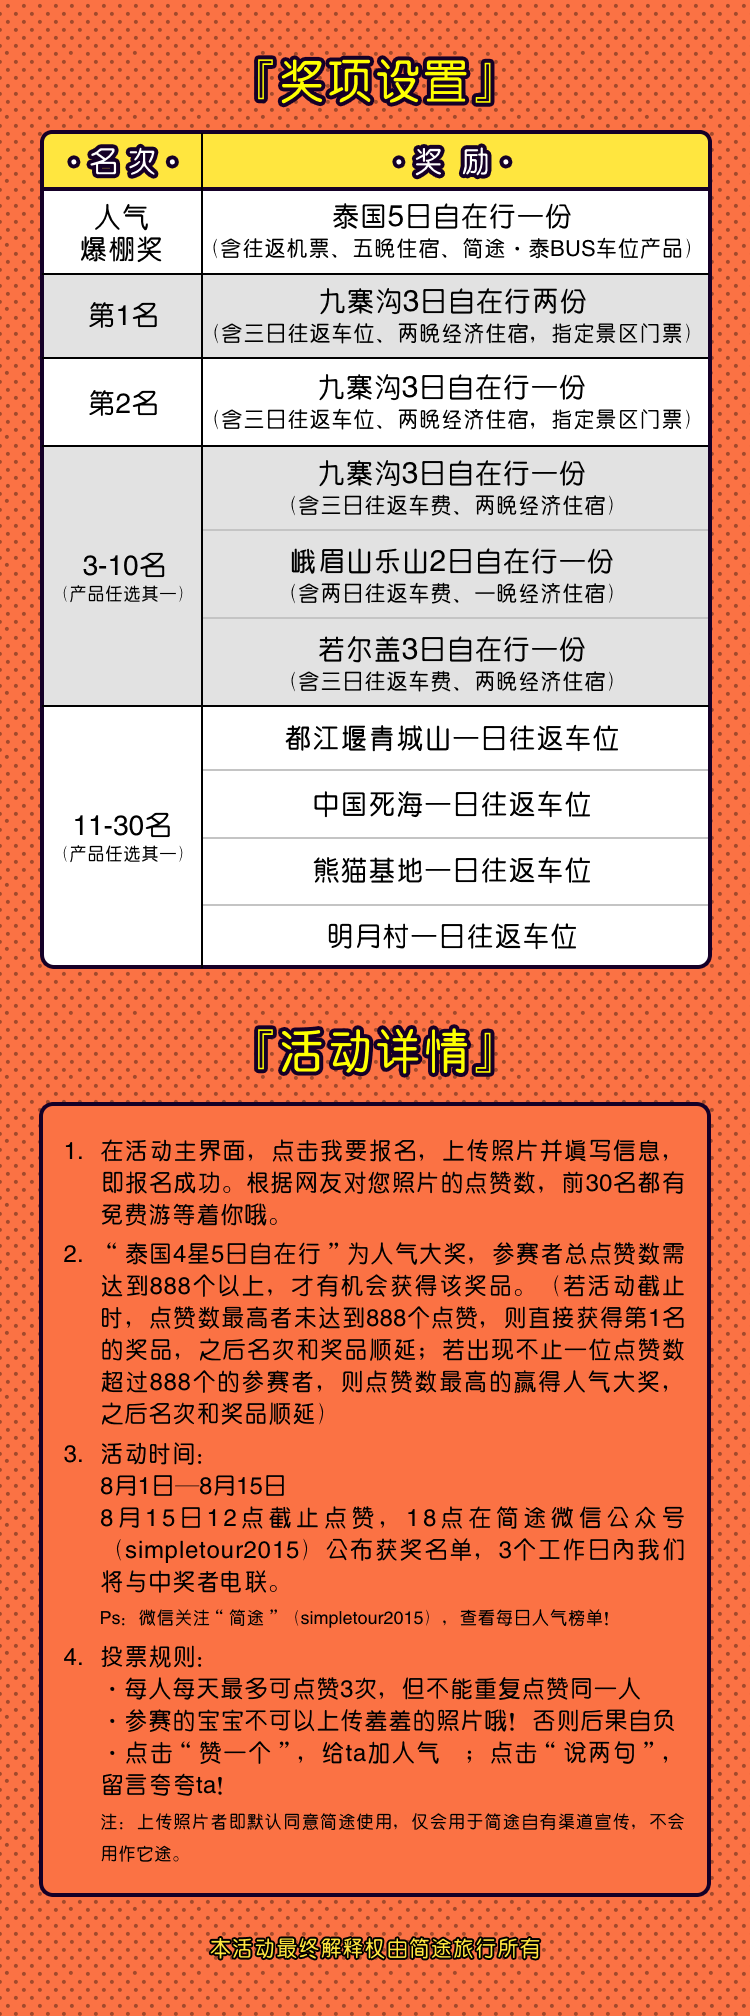 『奖项设置』
名次 奖励
人气
爆棚奖
泰国5日自在行一份
（含往返机票、五晚住宿、简途·泰BUS车位产品）
第1名
九寨沟3日自在行两份
（含三日往返车位、两晚经济住宿，指定景区门票）
第2名
九寨沟3日自在行一份
（含三日往返车位、两晚经济住宿，指定景区门票）
3-10名
（产品任选其一）
九寨沟3日自在行一份
（含三日往返车费、两晚经济住宿）
峨眉山乐山2日自在行一份
（含两日往返车费、一晚经济住宿）
若尔盖3日自在行一份
（含三日往返车费、两晚经济住宿）
11-30名
（产品任选其一）
都江堰青城山一日往返车位
中国死海一日往返车位
熊猫基地一日往返车位
明月村一日往返车位
『活动详情』
1. 在活动主界面，点击我要报名，上传照片并填写信息，
即报名成功。根据网友对您照片的点赞数，前30名都有
免费游等着你哦。
2. “泰国4星5日自在行”为人气大奖，参赛者总点赞数需
达到888个以上，才有机会获得该奖品。（若活动截止
时，点赞数最高者未达到888个点赞，则直接获得第1名
的奖品，之后名次和奖品顺延；若出现不止一位点赞数
超过888个的参赛者，则点赞数最高的赢得人气大奖，
之后名次和奖品顺延）
3. 活动时间：
8月1日—8月15日
8月15日12点截止点赞，18点在简途微信公众号
（simpletour2015）公布获奖名单，3个工作日内我们
将与中奖者电联。
Ps：微信关注“简途”（simpletour2015），查看每日人气榜单！
4. 投票规则：
·每人每天最多可点赞3次，但不能重复点赞同一人
·参赛的宝宝不可以上传羞羞的照片哦！否则后果自负
·点击“赞一个”，给ta加人气 ；点击“说两句”，
留言夸夸ta！
注：上传照片者即默认同意简途使用，仅会用于简途自有渠道宣传，不会
用作它途。
本活动最终解释权由简途旅行所有